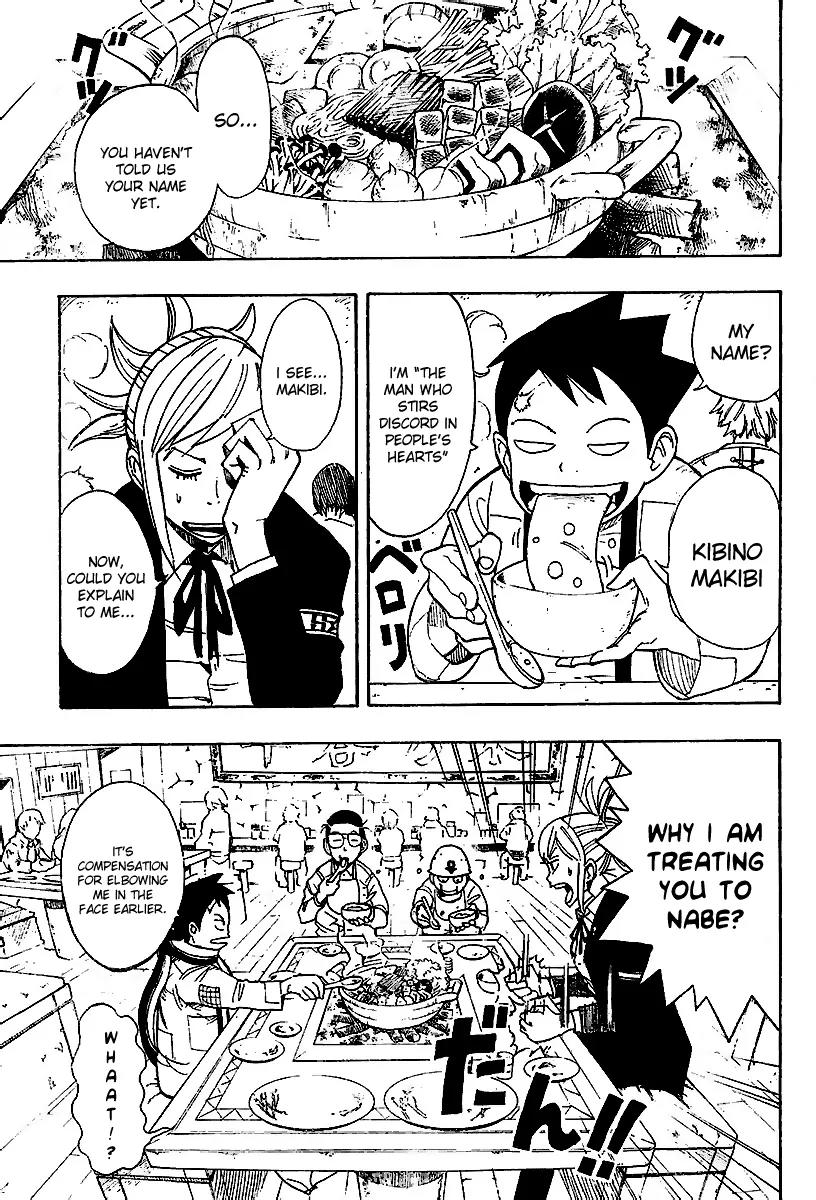 グツ
グツ
SO...
YOU HAVEN'T
TOLD US
YOUR NAME
YET.
MY
NAME?
KIBINO
MAKIBI
I'M "THE
MAN WHO
STIRS
DISCORD IN
PEOPLE'S
HEARTS"
ベロリ
I SEE...
MAKIBI.
NOW,
COULD YOU
EXPLAIN
TO ME...
WHY I AM
TREATING
YOU TO
NABE?
IT'S
COMPENSATION
FOR ELBOWING
ME IN THE
FACE EARLIER.
WHAAT!?
だん!!